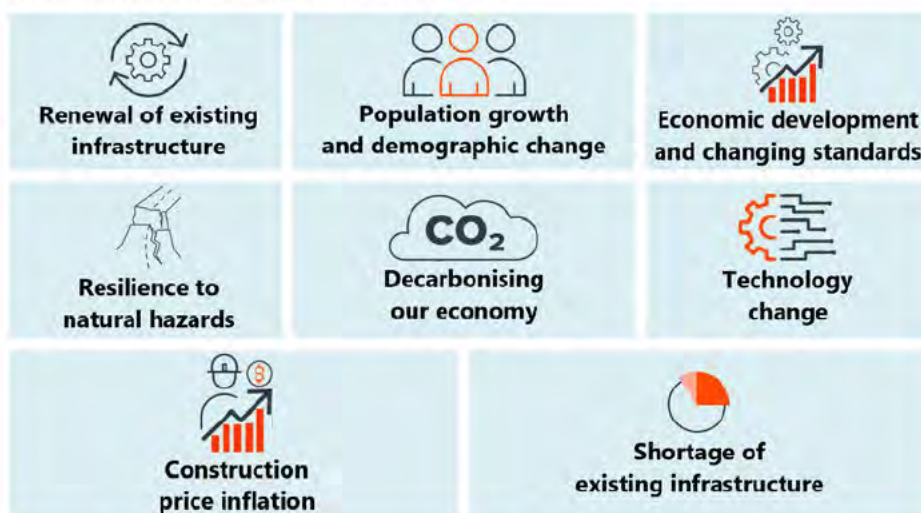 Renewal of existing
infrastructure
Population growth
and demographic change
Economic development
and changing standards
Resilience to
natural hazards
CO₂
Decarbonising
our economy
Technology
change
$
Construction
price inflation
Shortage of
existing infrastructure